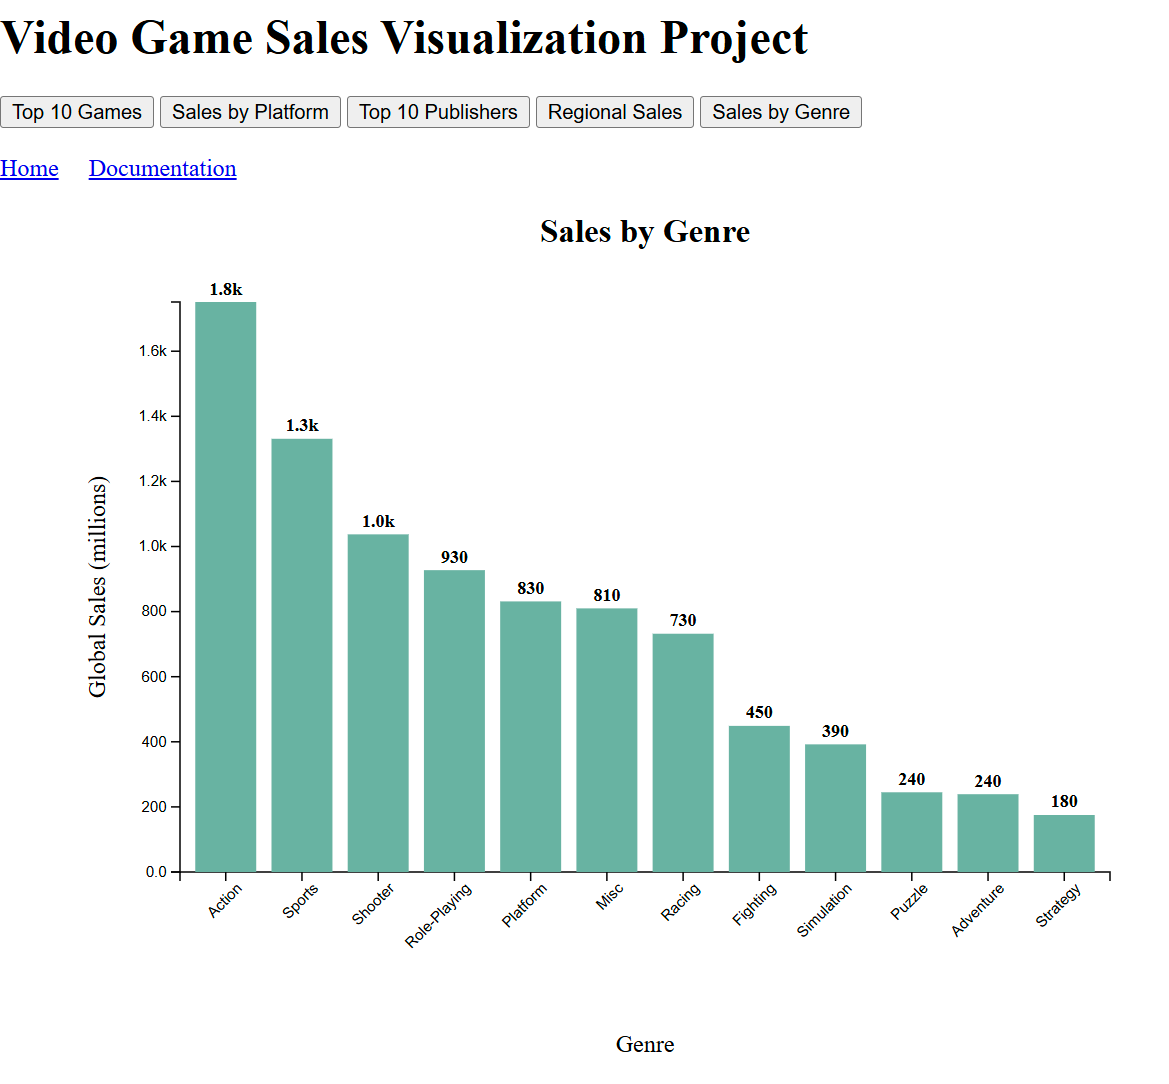 Video Game Sales Visualization Project
Top 10 Games Sales by Platform Top 10 Publishers Regional Sales Sales by Genre
Home Documentation
Sales by Genre
Global Sales (millions)
1.6k
1.4k
1.2k
1.0k
800
600
400
200
0.0
1.8k
1.3k
1.0k
930
830
810
730
450
390
240
240
180
Action
Sports
Shooter
Role-Playing
Platform
Misc
Racing
Fighting
Simulation
Puzzle
Adventure
Strategy
Genre